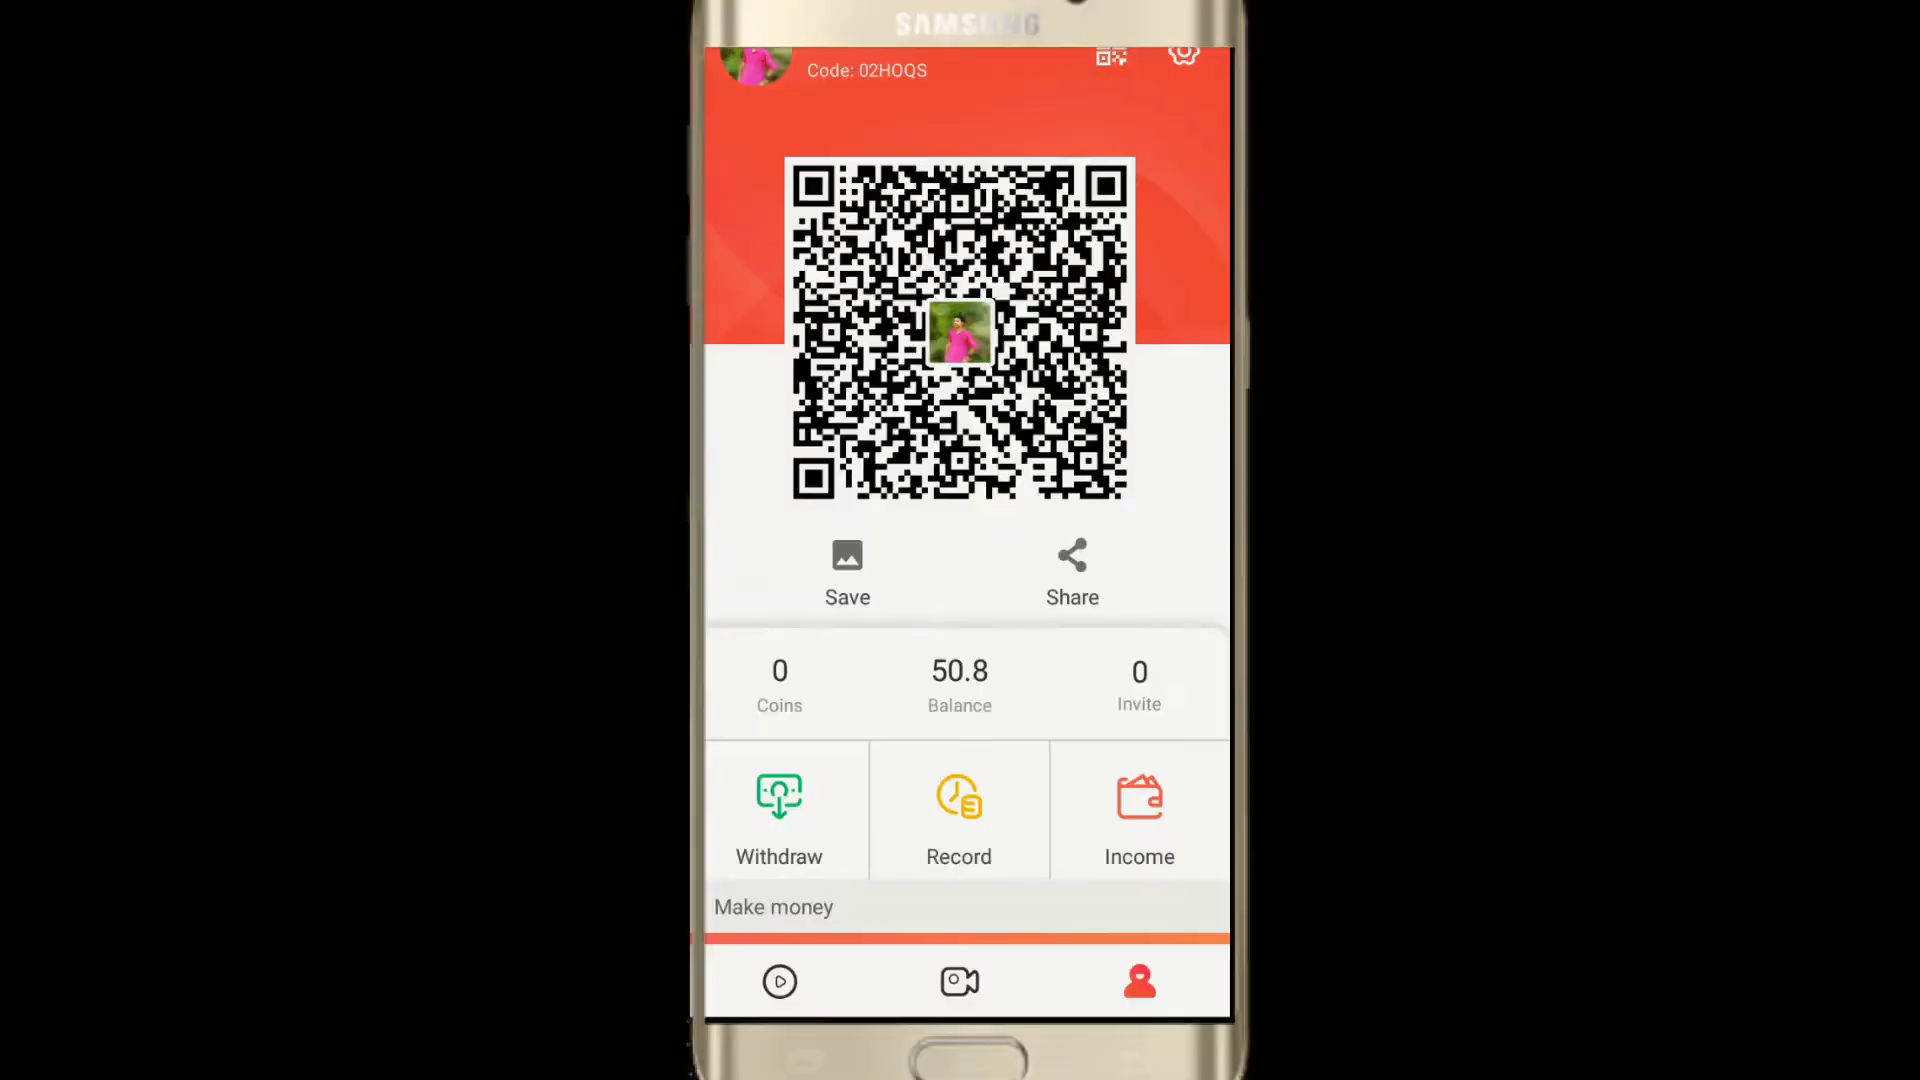 SAMSUNG
Code: 02HOQS
Save
Share
0
50.8
0
Coins
Balance
Invite
Withdraw
Record
Income
Make money